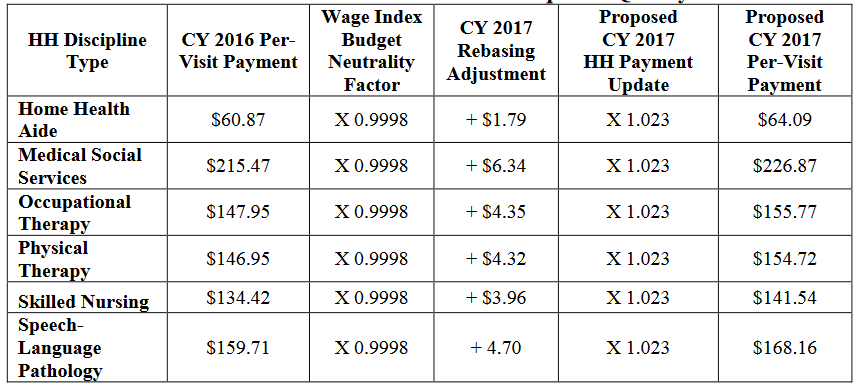 HH Discipline
Type
CY 2016 Per-
Visit Payment
Wage Index
Budget
Neutrality
Factor
CY 2017
Rebasing
Adjustment
Proposed
CY 2017
HH Payment
Update
Proposed
CY 2017
Per-Visit
Payment
Home Health
Aide
$60.87
X 0.9998
+ $1.79
X 1.023
$64.09
Medical Social
Services
$215.47
X 0.9998
+ $6.34
X 1.023
$226.87
Occupational
Therapy
$147.95
X 0.9998
+ $4.35
X 1.023
$155.77
Physical
Therapy
$146.95
X 0.9998
+ $4.32
X 1.023
$154.72
Skilled Nursing
$134.42
X 0.9998
+ $3.96
X 1.023
$141.54
Speech-
Language
Pathology
$159.71
X 0.9998
+ 4.70
X 1.023
$168.16